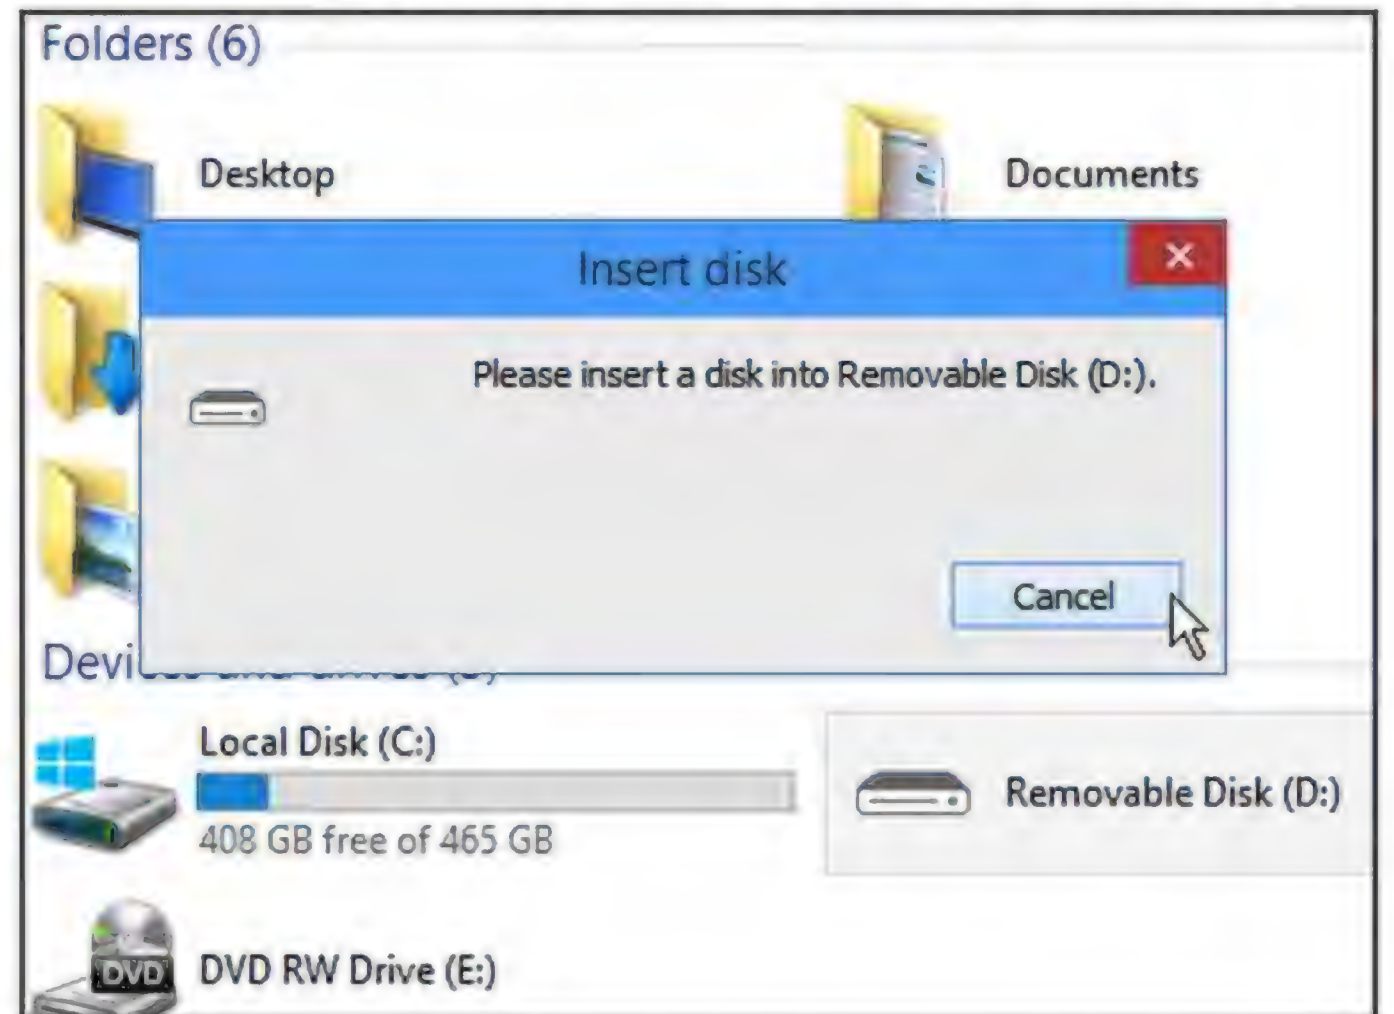 Folders (6)
Desktop
Documents
Insert disk
Please insert a disk into Removable Disk (D:).
Cancel
Local Disk (C:)
408 GB free of 465 GB
Removable Disk (D:)
DVD
DVD RW Drive (E:)